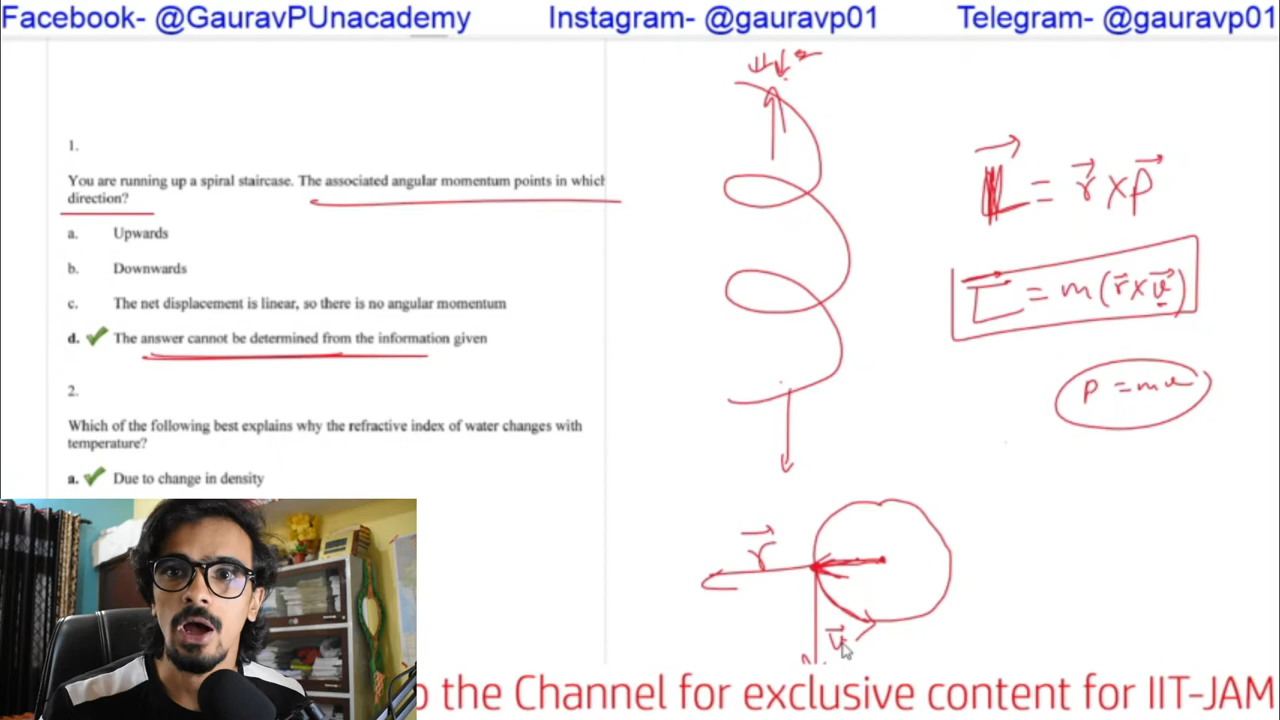 Facebook- @GauravPUnacademy Instagram- @gauravp01 Telegram- @gauravp01
1.
You are running up a spiral staircase. The associated angular momentum points in which
direction?
a. Upwards
b. Downwards
c. The net displacement is linear, so there is no angular momentum
d. The answer cannot be determined from the information given
2.
Which of the following best explains why the refractive index of water changes with
temperature?
a. Due to change in density
L⃗ = r⃗ × p⃗
L⃗ = m(r⃗ × v⃗)
p = mv
r⃗
v⃗
the Channel for exclusive content for IIT-JAM